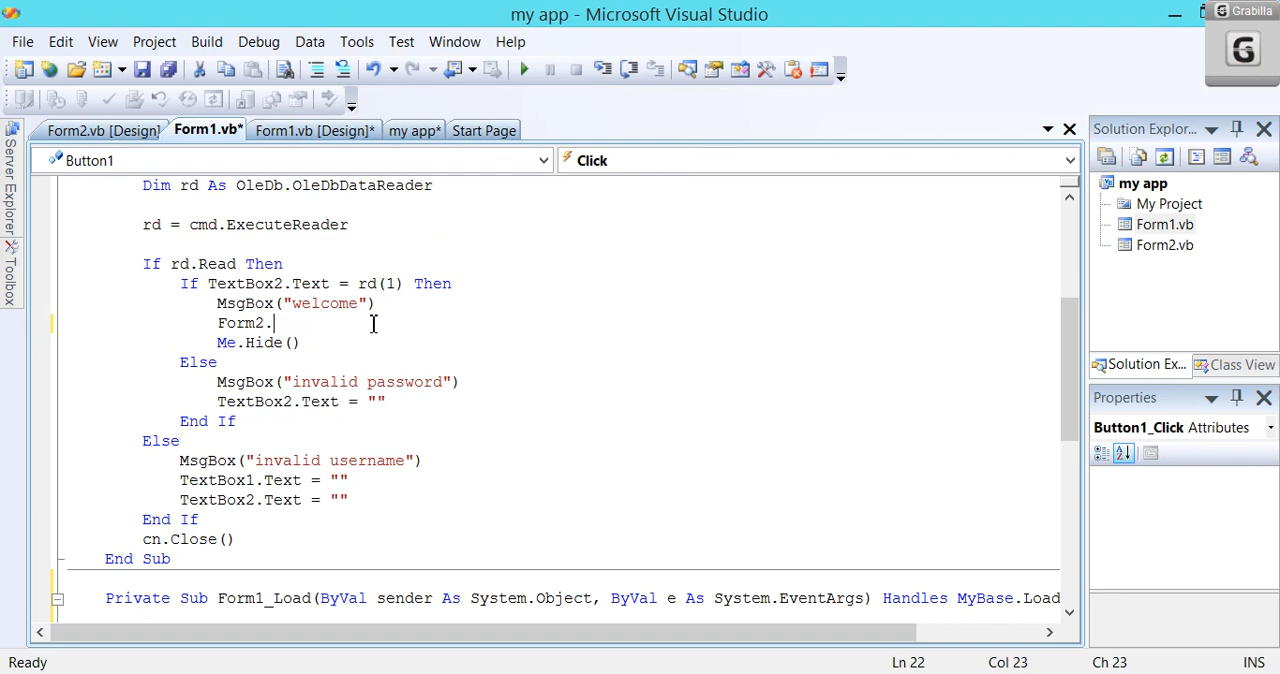 my app - Microsoft Visual Studio
Grabilla
File Edit View Project Build Debug Data Tools Test Window Help
Form2.vb [Design] Form1.vb* Form1.vb [Design]* my app* Start Page
Button1 Click
Dim rd As OleDb.OleDbDataReader
rd = cmd.ExecuteReader
If rd.Read Then
If TextBox2.Text = rd(1) Then
MsgBox("welcome")
Form2.
Me.Hide()
Else
MsgBox("invalid password")
TextBox2.Text = ""
End If
Else
MsgBox("invalid username")
TextBox1.Text = ""
TextBox2.Text = ""
End If
cn.Close()
End Sub
Private Sub Form1_Load(ByVal sender As System.Object, ByVal e As System.EventArgs) Handles MyBase.Load
Server Explorer
Toolbox
Solution Explor...
my app
My Project
Form1.vb
Form2.vb
Solution Ex... Class View
Properties
Button1_Click Attributes
Ready Ln 22 Col 23 Ch 23 INS